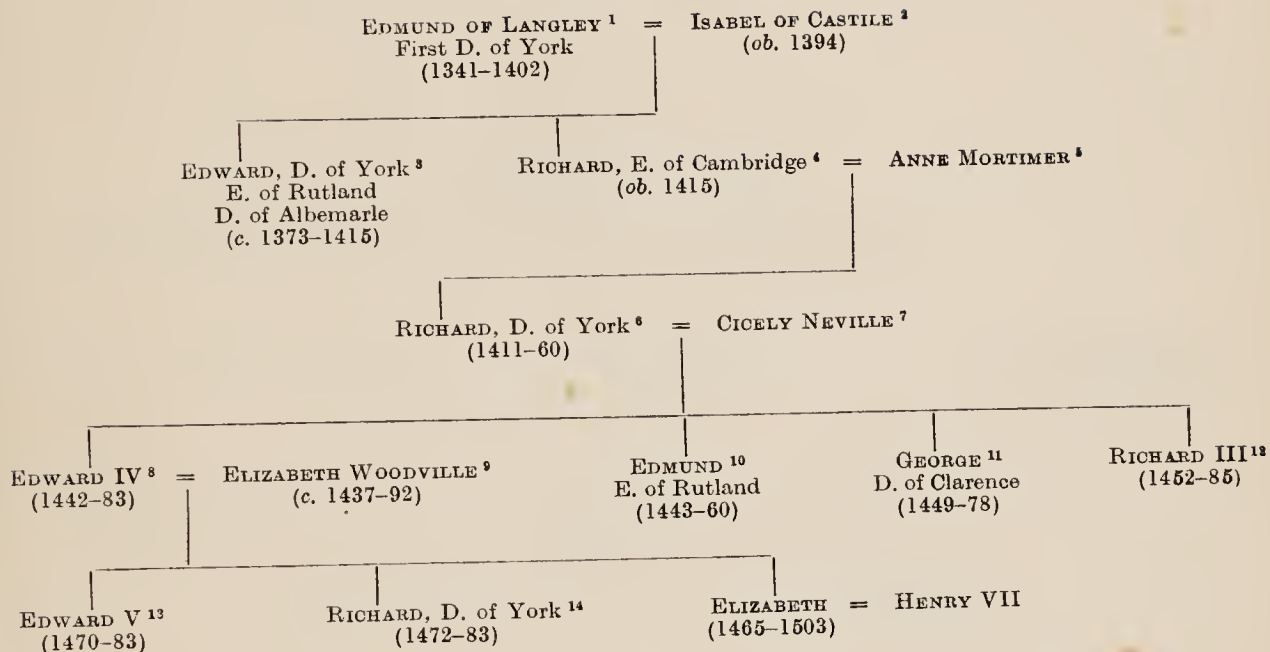 EDMUND OF LANGLEY ¹ = ISABEL OF CASTILE ²
First D. of York (ob. 1394)
(1341–1402)
EDWARD, D. of York ³ RICHARD, E. of Cambridge ⁴ = ANNE MORTIMER ⁵
E. of Rutland (ob. 1415)
D. of Albemarle
(c. 1373–1415)
RICHARD, D. of York ⁶ = CICELY NEVILLE ⁷
(1411–60)
EDWARD IV ⁸ = ELIZABETH WOODVILLE ⁹ EDMUND ¹⁰ GEORGE ¹¹ RICHARD III ¹²
(1442–83) (c. 1437–92) E. of Rutland D. of Clarence (1452–85)
(1443–60) (1449–78)
EDWARD V ¹³ RICHARD, D. of York ¹⁴ ELIZABETH = HENRY VII
(1470–83) (1472–83) (1465–1503)